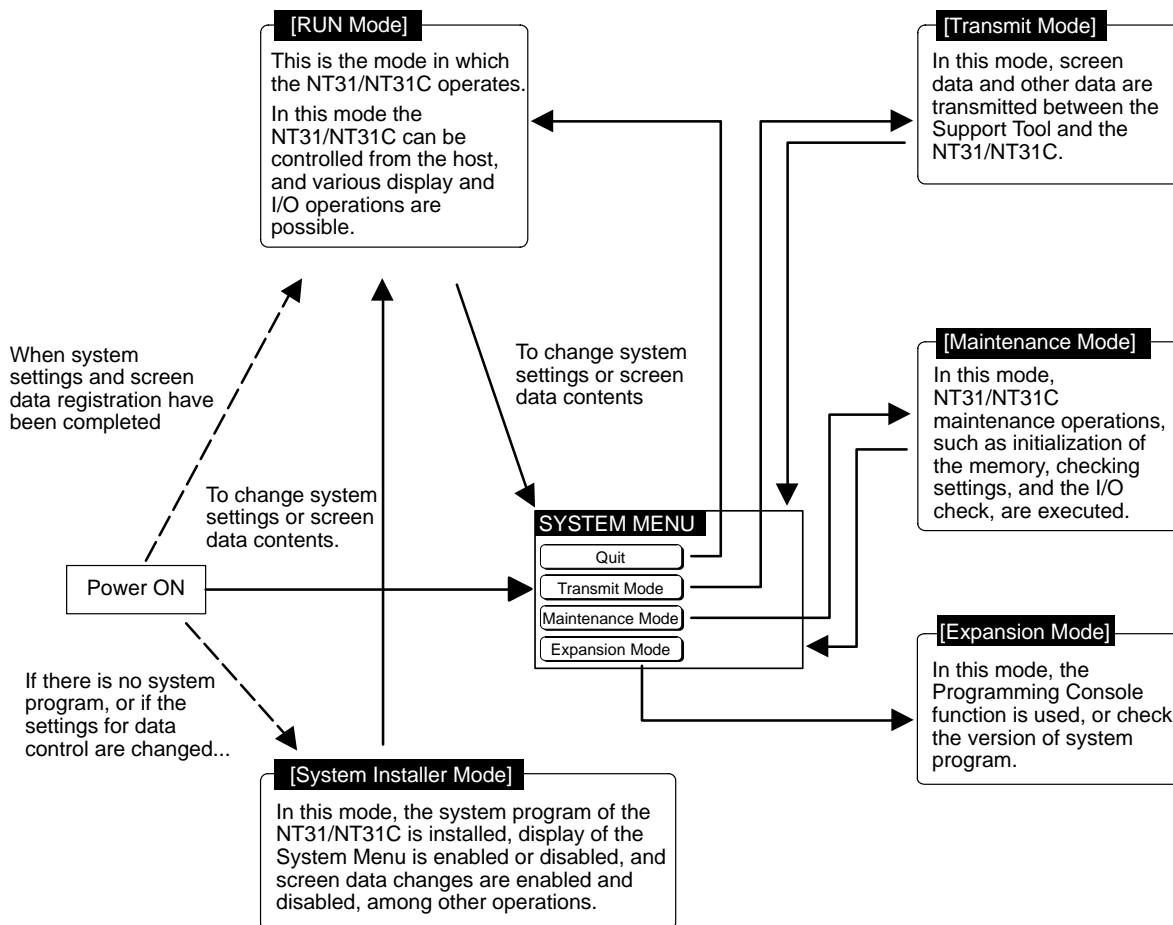 [RUN Mode]
This is the mode in which
the NT31/NT31C operates.
In this mode the
NT31/NT31C can be
controlled from the host,
and various display and
I/O operations are
possible.
[Transmit Mode]
In this mode, screen
data and other data are
transmitted between the
Support Tool and the
NT31/NT31C.
When system
settings and screen
data registration have
been completed
To change system
settings or screen
data contents
[Maintenance Mode]
In this mode,
NT31/NT31C
maintenance operations,
such as initialization of
the memory, checking
settings, and the I/O
check, are executed.
To change system
settings or screen
data contents.
Power ON
SYSTEM MENU
Quit
Transmit Mode
Maintenance Mode
Expansion Mode
[Expansion Mode]
In this mode, the
Programming Console
function is used, or check
the version of system
program.
If there is no system
program, or if the
settings for data
control are changed...
[System Installer Mode]
In this mode, the system program of the
NT31/NT31C is installed, display of the
System Menu is enabled or disabled, and
screen data changes are enabled and
disabled, among other operations.